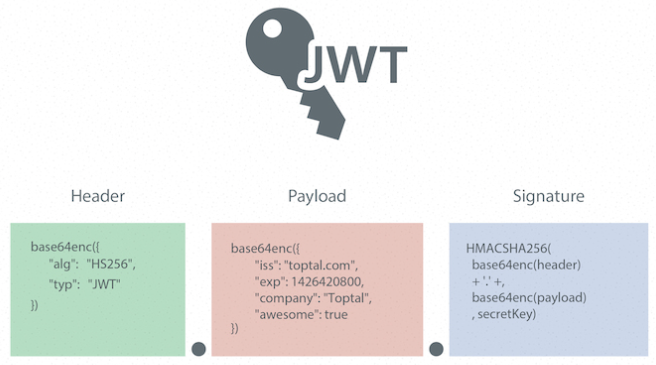 JWT
Header
Payload
Signature
base64enc({
"alg": "HS256",
"typ": "JWT"
})
base64enc({
"iss": "toptal.com",
"exp": 1426420800,
"company": "Toptal",
"awesome": true
})
HMACSHA256(
base64enc(header)
+ '.' +,
base64enc(payload)
, secretKey)